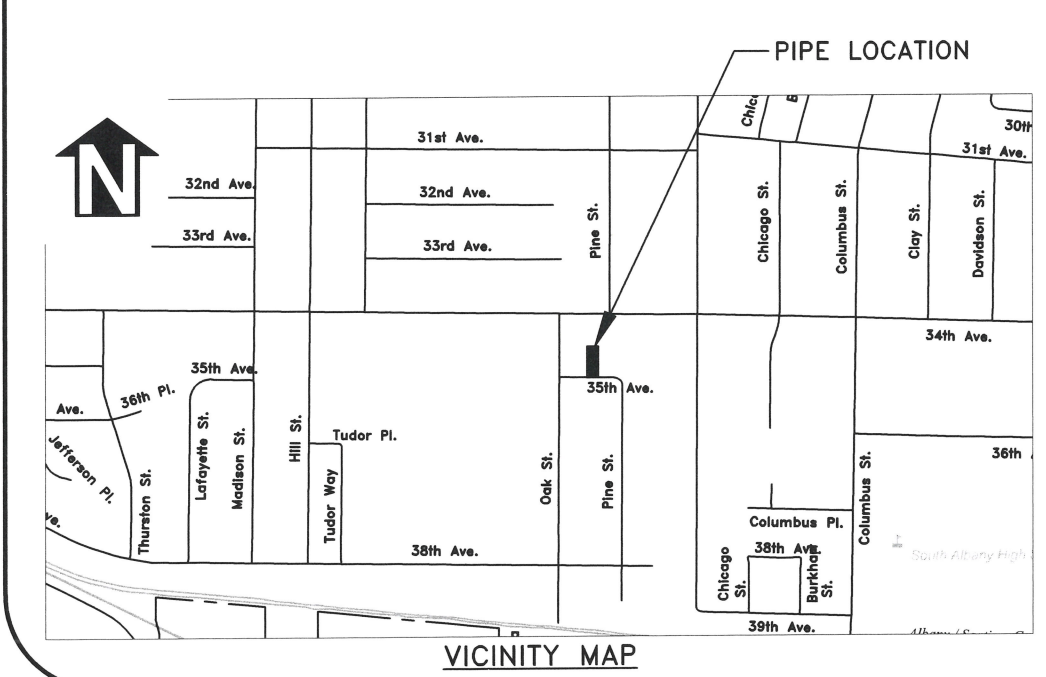 PIPE LOCATION
N
30th
31st Ave.
31st Ave.
32nd Ave.
32nd Ave.
33rd Ave.
33rd Ave.
Pine St.
Chicago St.
Columbus St.
Clay St.
Davidson St.
34th Ave.
35th Ave.
35th Ave.
36th Pl.
Ave.
Jefferson Pl.
Thurston St.
Lafayette St.
Madison St.
Hill St.
Tudor Pl.
Tudor Way
Oak St.
Pine St.
36th
Columbus St.
Columbus Pl.
38th Ave.
38th Ave.
Chicago St.
St.
39th Ave.
South Albany High
VICINITY MAP